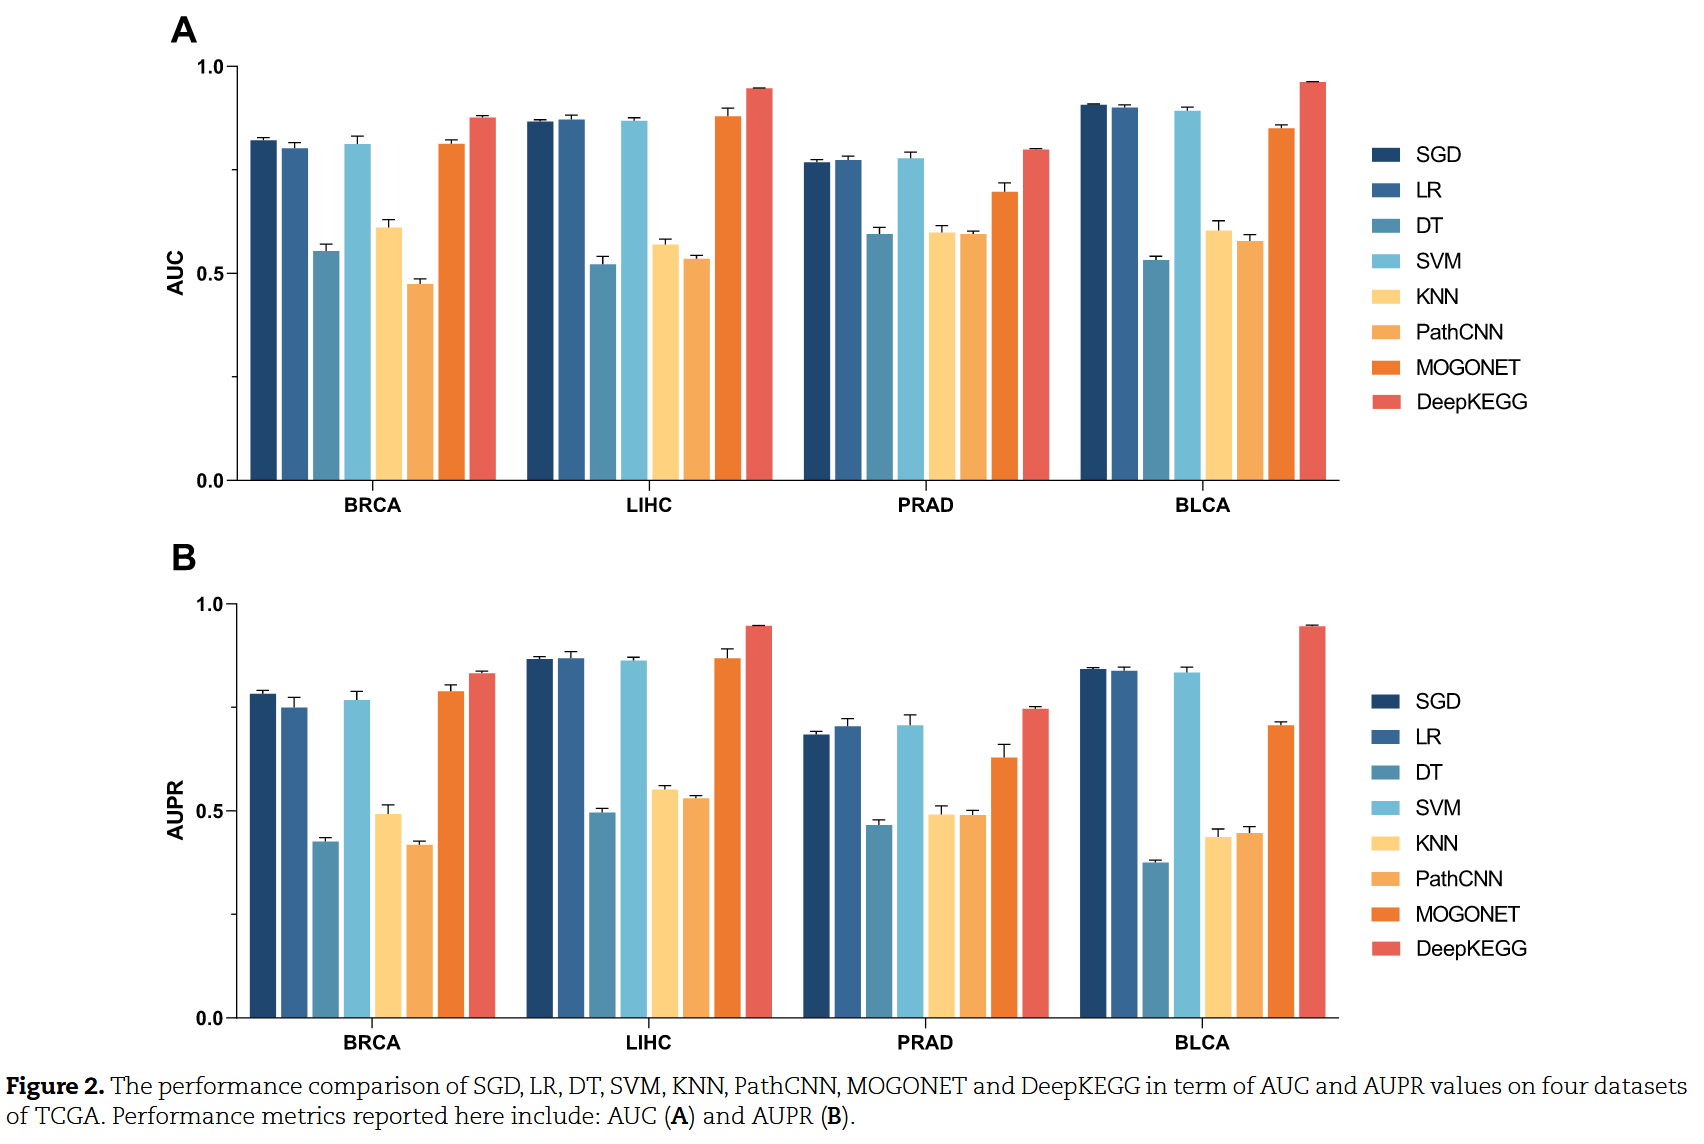 A
1.0
0.5
0.0
AUC
BRCA
LIHC
PRAD
BLCA
SGD
LR
DT
SVM
KNN
PathCNN
MOGONET
DeepKEGG
B
1.0
0.5
0.0
AUPR
BRCA
LIHC
PRAD
BLCA
SGD
LR
DT
SVM
KNN
PathCNN
MOGONET
DeepKEGG
Figure 2. The performance comparison of SGD, LR, DT, SVM, KNN, PathCNN, MOGONET and DeepKEGG in term of AUC and AUPR values on four datasets
of TCGA. Performance metrics reported here include: AUC (A) and AUPR (B).